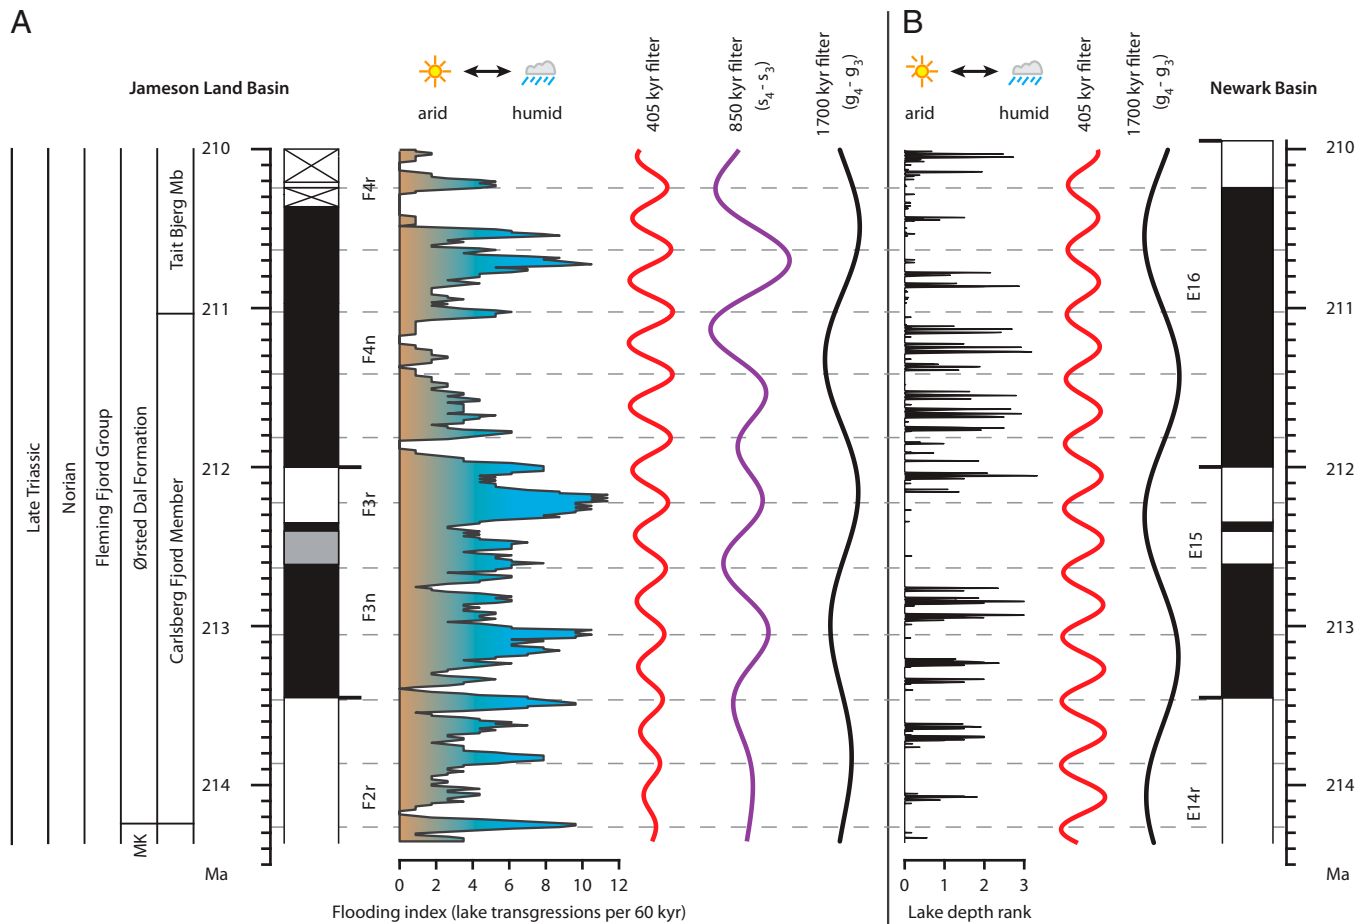 A
B
Jameson Land Basin
arid
humid
405 kyr filter
850 kyr filter
(s4 - s3)
1700 kyr filter
(g4 - g3)
arid
humid
405 kyr filter
1700 kyr filter
(g4 - g3)
Newark Basin
Late Triassic
Norian
Fleming Fjord Group
Ørsted Dal Formation
MK
Tait Bjerg Mb
Carlsberg Fjord Member
210
211
212
213
214
Ma
F4r
F4n
F3r
F3n
F2r
E16
E15
E14r
210
211
212
213
214
Ma
0 2 4 6 8 10 12
Flooding index (lake transgressions per 60 kyr)
0 1 2 3
Lake depth rank